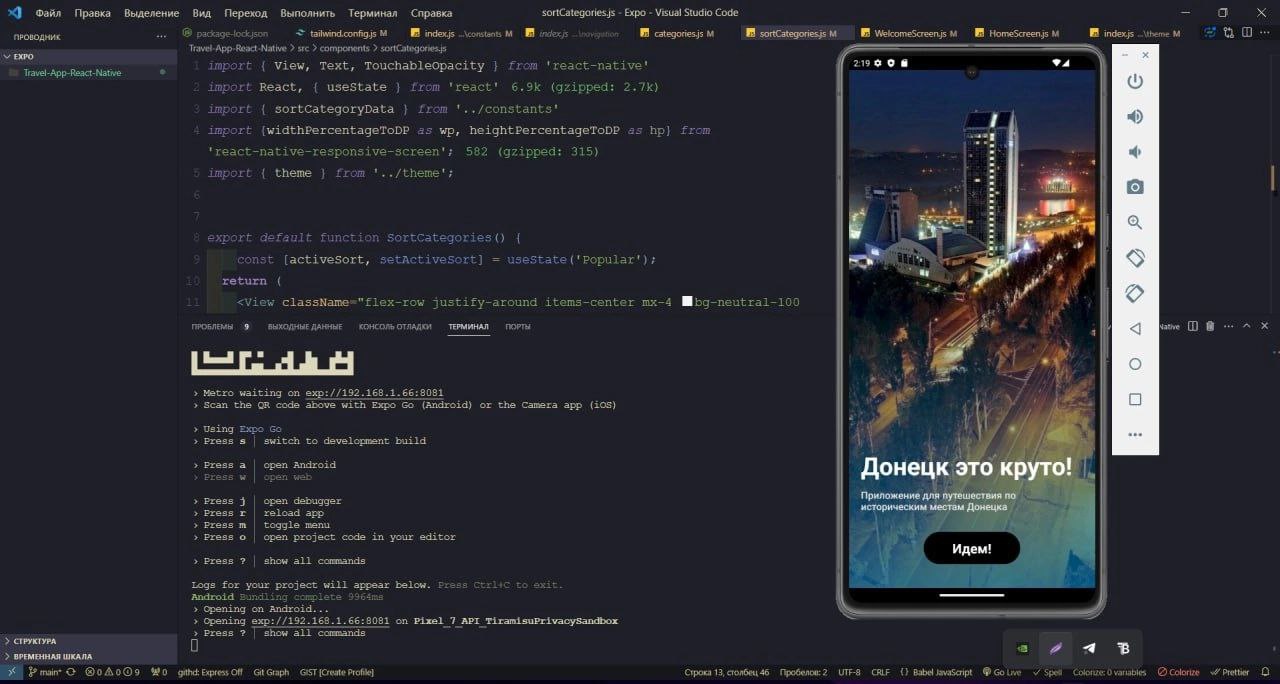 Файл Правка Выделение Вид Переход Выполнить Терминал Справка
sortCategories.js - Expo - Visual Studio Code
ПРОВОДНИК ...
package-lock.json tailwind.config.js M index.js ...\constants M index.js ...\navigation categories.js M sortCategories.js M WelcomeScreen.js M HomeScreen.js M index.js ...\theme M
EXPO
Travel-App-React-Native
Travel-App-React-Native > src > components > sortCategories.js
1 import { View, Text, TouchableOpacity } from 'react-native'
2 import React, { useState } from 'react' 6.9k (gzipped: 2.7k)
3 import { sortCategoryData } from '../constants'
4 import {widthPercentageToDP as wp, heightPercentageToDP as hp} from
'react-native-responsive-screen'; 582 (gzipped: 315)
5 import { theme } from '../theme';
6
7
8 export default function SortCategories() {
9 const [activeSort, setActiveSort] = useState('Popular');
10 return (
11 <View className="flex-row justify-around items-center mx-4 bg-neutral-100
ПРОБЛЕМЫ 9 ВЫХОДНЫЕ ДАННЫЕ КОНСОЛЬ ОТЛАДКИ ТЕРМИНАЛ ПОРТЫ
Native
› Metro waiting on exp://192.168.1.66:8081
› Scan the QR code above with Expo Go (Android) or the Camera app (iOS)
› Using Expo Go
› Press s │ switch to development build
› Press a │ open Android
› Press w │ open web
› Press j │ open debugger
› Press r │ reload app
› Press m │ toggle menu
› Press o │ open project code in your editor
› Press ? │ show all commands
Logs for your project will appear below. Press Ctrl+C to exit.
Android Bundling complete 9964ms
› Opening on Android...
› Opening exp://192.168.1.66:8081 on Pixel_7_API_TiramisuPrivacySandbox
› Press ? │ show all commands
2:19
Донецк это круто!
Приложение для путешествия по
историческим местам Донецка
Идем!
СТРУКТУРА
ВРЕМЕННАЯ ШКАЛА
main* 0 0 9 0 githd: Express Off Git Graph GIST [Create Profile] Строка 13, столбец 46 Пробелов: 2 UTF-8 CRLF {} Babel JavaScript Go Live Spell Colorize: 0 variables Colorize Prettier